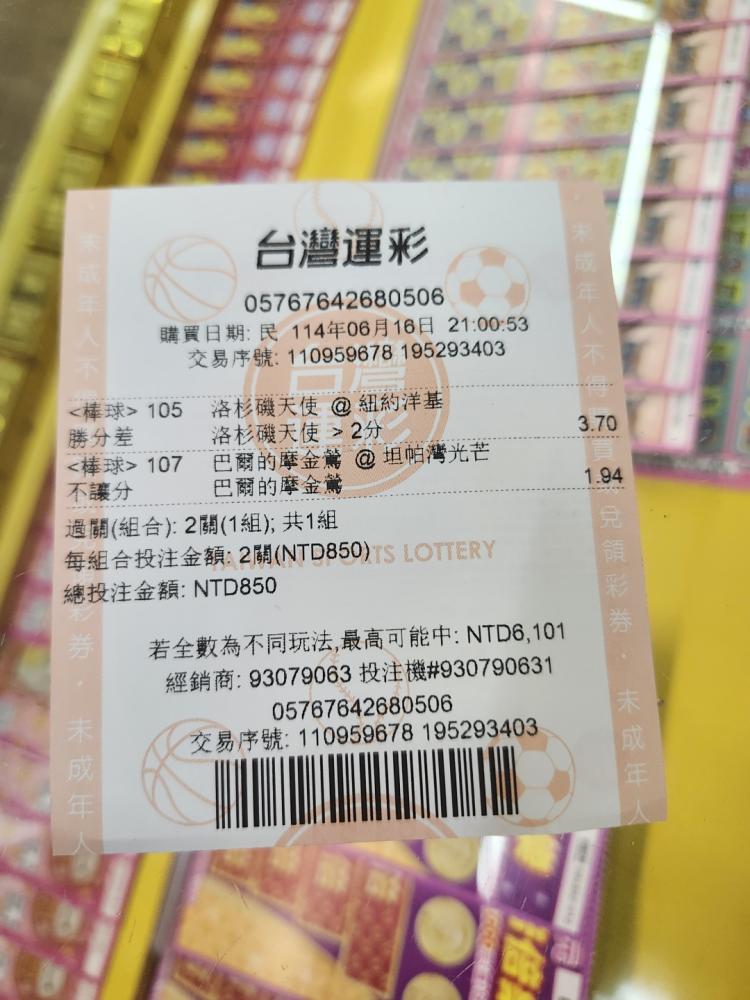 台灣運彩
05767642680506
購買日期: 民 114年06月16日 21:00:53
交易序號: 110959678 195293403
<棒球> 105 洛杉磯天使 @ 紐約洋基
勝分差 洛杉磯天使 > 2分 3.70
<棒球> 107 巴爾的摩金鶯 @ 坦帕灣光芒
不讓分 巴爾的摩金鶯 1.94
過關(組合): 2關(1組); 共1組
每組合投注金額: 2關(NTD850)
TAIWAN SPORTS LOTTERY
總投注金額: NTD850
若全數為不同玩法,最高可能中: NTD6,101
經銷商: 93079063 投注機#930790631
05767642680506
交易序號: 110959678 195293403
未成年人
未成年人不得
兌領彩券・未成年人